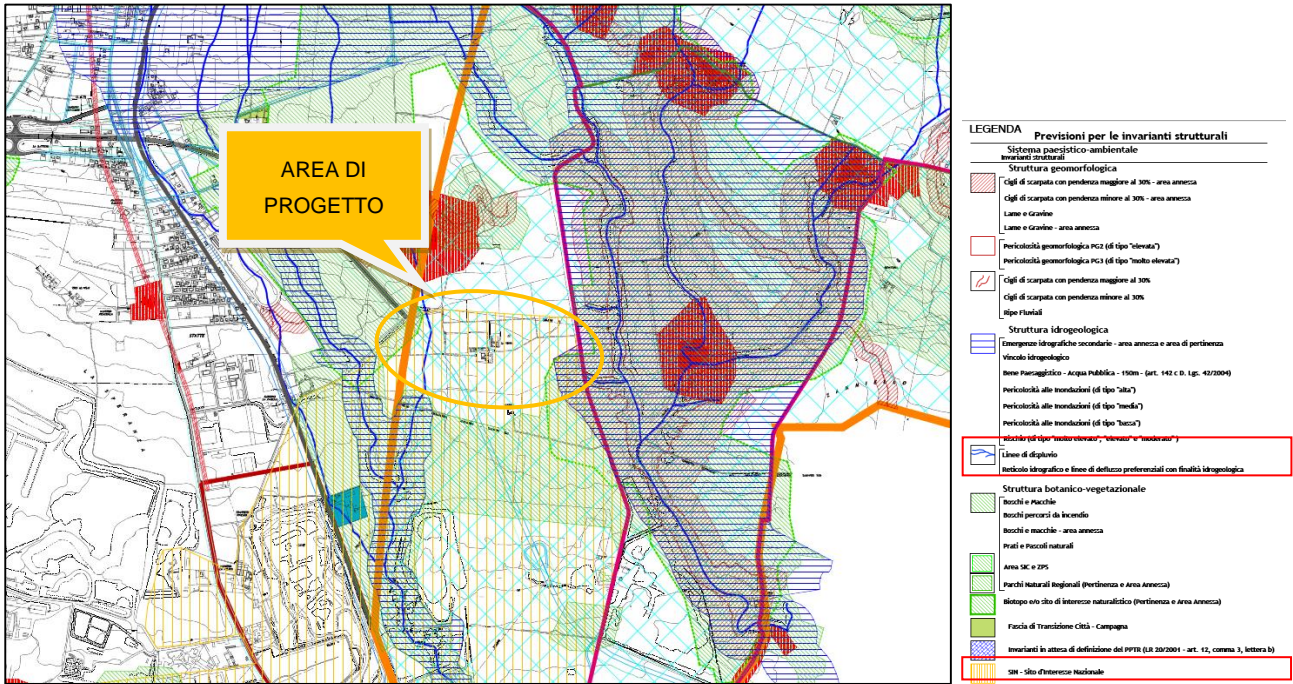 AREA DI
PROGETTO
STATTE
LEGENDA
Previsioni per le invarianti strutturali
Sistema paesistico-ambientale
Invarianti strutturali
Struttura geomorfologica
Cigli di scarpata con pendenza maggiore al 30% - area annessa
Cigli di scarpata con pendenza minore al 30% - area annessa
Lame e Gravine
Lame e Gravine - area annessa
Pericolosità geomorfologica PG2 (di tipo "elevata")
Pericolosità geomorfologica PG3 (di tipo "molto elevata")
Cigli di scarpata con pendenza maggiore al 30%
Cigli di scarpata con pendenza minore al 30%
Ripe Fluviali
Struttura idrogeologica
Emergenze idrografiche secondarie - area annessa e area di pertinenza
Vincolo idrogeologico
Bene Paesaggistico - Acqua Pubblica - 150m - (art. 142 c D. Lgs. 42/2004)
Pericolosità alle Inondazioni (di tipo "alta")
Pericolosità alle Inondazioni (di tipo "media")
Pericolosità alle Inondazioni (di tipo "bassa")
Rischio (di tipo "molto elevato", "elevato" e "moderato" )
Linee di displuvio
Reticolo idrografico e linee di deflusso preferenziali con finalità idrogeologica
Struttura botanico-vegetazionale
Boschi e Macchie
Boschi percorsi da incendio
Boschi e macchie - area annessa
Prati e Pascoli naturali
Area SIC e ZPS
Parchi Naturali Regionali (Pertinenza e Area Annessa)
Biotopo e/o sito di interesse naturalistico (Pertinenza e Area Annessa)
Fascia di Transizione Città - Campagna
Invarianti in attesa di definizione del PPTR (LR 20/2001 - art. 12, comma 3, lettera b)
SIN - Sito d'Interesse Nazionale